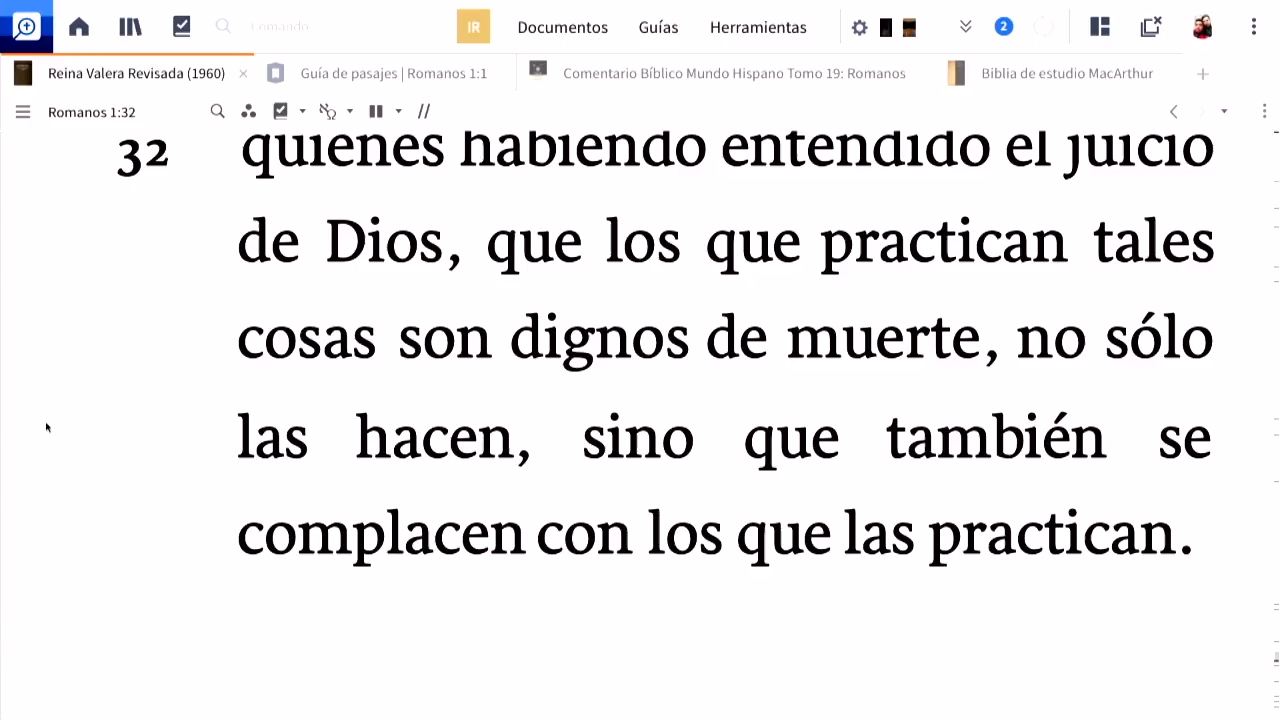 Comando
IR
Documentos
Guías
Herramientas
2
Reina Valera Revisada (1960)
Guía de pasajes | Romanos 1:1
Comentario Bíblico Mundo Hispano Tomo 19: Romanos
Biblia de estudio MacArthur
Romanos 1:32
32 quienes habiendo entendido el juicio
de Dios, que los que practican tales
cosas son dignos de muerte, no sólo
las hacen, sino que también se
complacen con los que las practican.